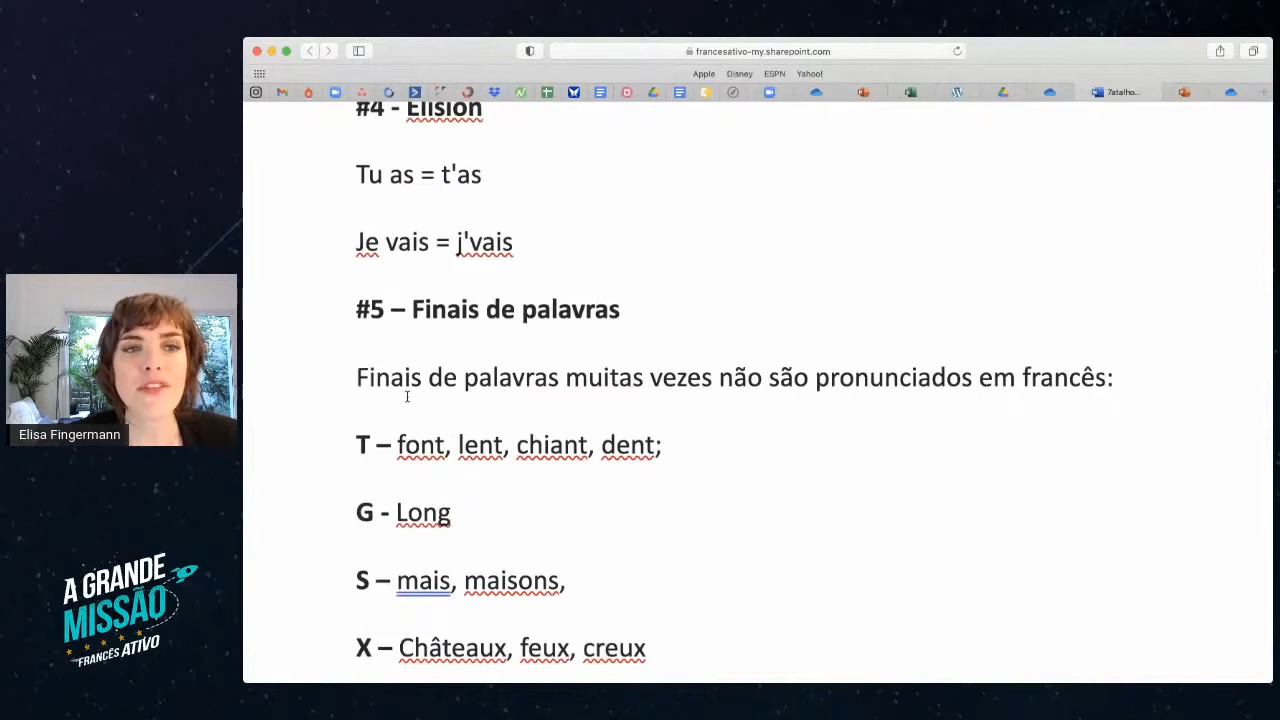 francesativo-my.sharepoint.com
Apple Disney ESPN Yahoo!
7atalho...
#4 - Elision
Tu as = t'as
Je vais = j'vais
#5 – Finais de palavras
Finais de palavras muitas vezes não são pronunciados em francês:
T – font, lent, chiant, dent;
G - Long
S – mais, maisons,
X – Châteaux, feux, creux
Elisa Fingermann
A GRANDE
MISSÃO
FRANCÊS ATIVO